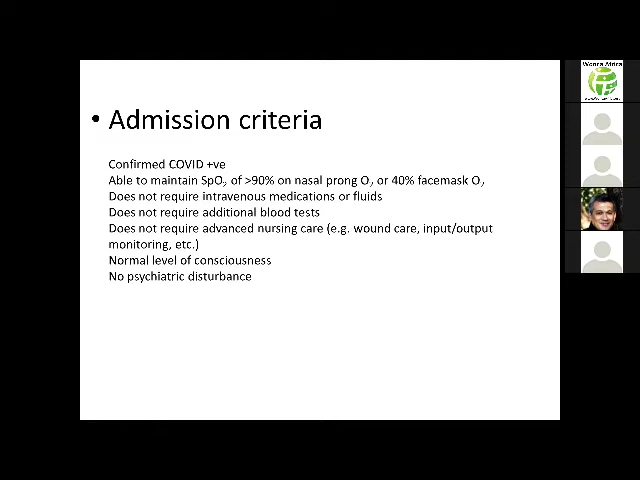 • Admission criteria
Confirmed COVID +ve
Able to maintain SpO2 of >90% on nasal prong O2 or 40% facemask O2
Does not require intravenous medications or fluids
Does not require additional blood tests
Does not require advanced nursing care (e.g. wound care, input/output
monitoring, etc.)
Normal level of consciousness
No psychiatric disturbance